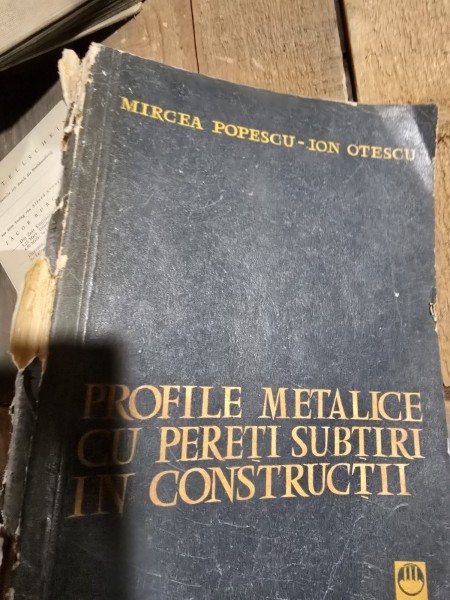 MIRCEA POPESCU - ION OTESCU
PROFILE METALICE
CU PEREȚI SUBȚIRI
IN CONSTRUCȚII